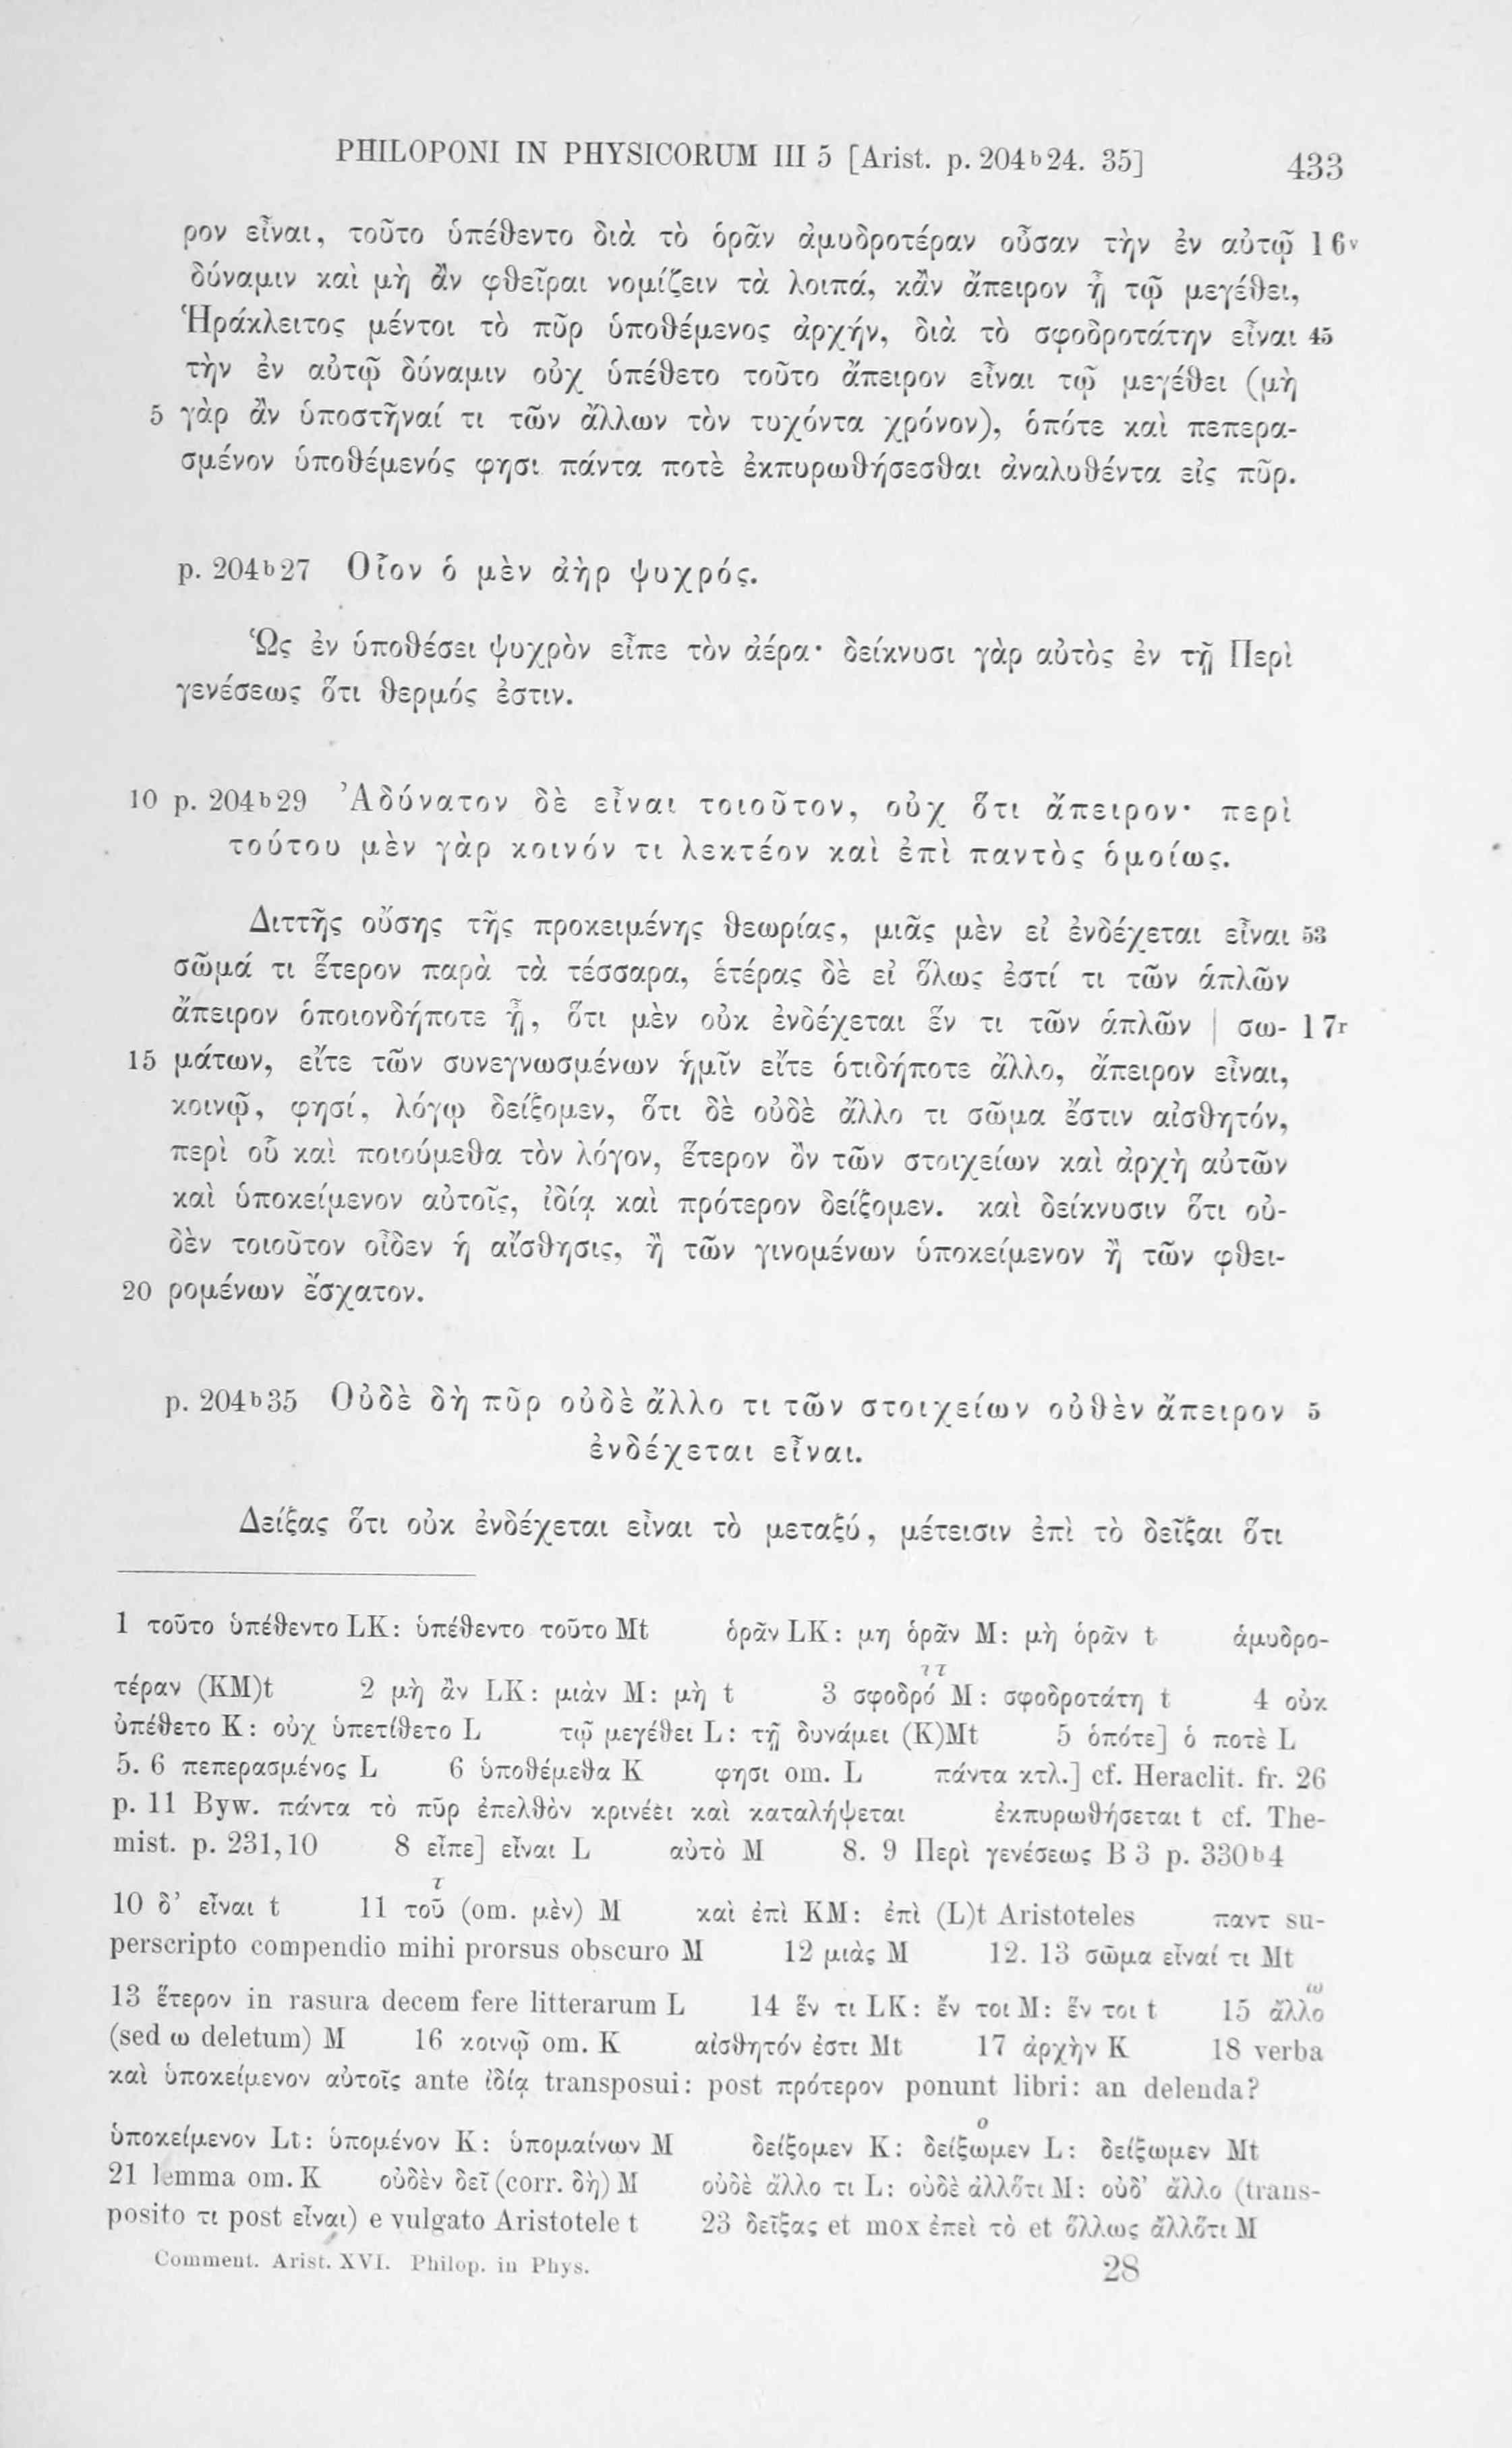 PHILOPONI IN PHYSICORUM III 5 [Arist. p. 204ᵇ24. 35] 433
ρον εἶναι, τοῦτο ὑπέθεντο διὰ τὸ ὁρᾶν ἀμυδροτέραν οὖσαν τὴν ἐν αὐτῷ 16ᵛ
δύναμιν καὶ μὴ ἂν φθεῖραι νομίζειν τὰ λοιπά, κἂν ἄπειρον ᾖ τῷ μεγέθει,
Ἡράκλειτος μέντοι τὸ πῦρ ὑποθέμενος ἀρχήν, διὰ τὸ σφοδροτάτην εἶναι 45
τὴν ἐν αὐτῷ δύναμιν οὐχ ὑπέθετο τοῦτο ἄπειρον εἶναι τῷ μεγέθει (μὴ
5 γὰρ ἂν ὑποστῆναί τι τῶν ἄλλων τὸν τυχόντα χρόνον), ὁπότε καὶ πεπερα-
σμένον ὑποθέμενός φησι πάντα ποτὲ ἐκπυρωθήσεσθαι ἀναλυθέντα εἰς πῦρ.
p. 204ᵇ27 Οἷον ὁ μὲν ἀὴρ ψυχρός.
Ὡς ἐν ὑποθέσει ψυχρὸν εἶπε τὸν ἀέρα· δείκνυσι γὰρ αὐτὸς ἐν τῇ Περὶ
γενέσεως ὅτι θερμός ἐστιν.
10 p. 204ᵇ29 Ἀδύνατον δὲ εἶναι τοιοῦτον, οὐχ ὅτι ἄπειρον· περὶ
τούτου μὲν γὰρ κοινόν τι λεκτέον καὶ ἐπὶ παντὸς ὁμοίως.
Διττῆς οὔσης τῆς προκειμένης θεωρίας, μιᾶς μὲν εἰ ἐνδέχεται εἶναι 53
σῶμά τι ἕτερον παρὰ τὰ τέσσαρα, ἑτέρας δὲ εἰ ὅλως ἐστί τι τῶν ἁπλῶν
ἄπειρον ὁποιονδήποτε ᾖ, ὅτι μὲν οὐκ ἐνδέχεται ἕν τι τῶν ἁπλῶν | σω- 17ʳ
15 μάτων, εἴτε τῶν συνεγνωσμένων ἡμῖν εἴτε ὁτιδήποτε ἄλλο, ἄπειρον εἶναι,
κοινῷ, φησί, λόγῳ δείξομεν, ὅτι δὲ οὐδὲ ἄλλο τι σῶμα ἔστιν αἰσθητόν,
περὶ οὗ καὶ ποιούμεθα τὸν λόγον, ἕτερον ὂν τῶν στοιχείων καὶ ἀρχὴ αὐτῶν
καὶ ὑποκείμενον αὐτοῖς, ἰδίᾳ καὶ πρότερον δείξομεν. καὶ δείκνυσιν ὅτι οὐ-
δὲν τοιοῦτον οἶδεν ἡ αἴσθησις, ἢ τῶν γινομένων ὑποκείμενον ἢ τῶν φθει-
20 ρομένων ἔσχατον.
p. 204ᵇ35 Οὐδὲ δὴ πῦρ οὐδὲ ἄλλο τι τῶν στοιχείων οὐθὲν ἄπειρον 5
ἐνδέχεται εἶναι.
Δείξας ὅτι οὐκ ἐνδέχεται εἶναι τὸ μεταξύ, μέτεισιν ἐπὶ τὸ δεῖξαι ὅτι
1 τοῦτο ὑπέθεντο LK: ὑπέθεντο τοῦτο Mt ὁρᾶν LK: μη ὁρᾶν M: μὴ ὁρᾶν t ἀμυδρο-
τέραν (KM)t 2 μὴ ἂν LK: μιὰν M: μὴ t 3 σφοδρό M: σφοδροτάτη t 4 οὐκ
ὑπέθετο K: οὐχ ὑπετίθετο L τῷ μεγέθει L: τῇ δυνάμει (K)Mt 5 ὁπότε] ὁ ποτὲ L
5. 6 πεπερασμένος L 6 ὑποθέμεθα K φησι om. L πάντα κτλ.] cf. Heraclit. fr. 26
p. 11 Byw. πάντα τὸ πῦρ ἐπελθὸν κρινέει καὶ καταλήψεται ἐκπυρωθήσεται t cf. The-
mist. p. 231,10 8 εἶπε] εἶναι L αὐτὸ M 8. 9 Περὶ γενέσεως B 3 p. 330ᵇ4
10 δ’ εἶναι t 11 τοῦ (om. μὲν) M καὶ ἐπὶ KM: ἐπὶ (L)t Aristoteles παντ su-
perscripto compendio mihi prorsus obscuro M 12 μιὰς M 12. 13 σῶμα εἶναί τι Mt
13 ἕτερον in rasura decem fere litterarum L 14 ἕν τι LK: ἔν τοι M: ἕν τοι t 15 ἄλλο
(sed ω deletum) M 16 κοινῷ om. K αἰσθητόν ἐστι Mt 17 ἀρχὴν K 18 verba
καὶ ὑποκείμενον αὐτοῖς ante ἰδίᾳ transposui: post πρότερον ponunt libri: an delenda?
ὑποκείμενον Lt: ὑπομένον K: ὑπομαίνων M δείξομεν K: δείξωμεν L: δείξωμεν Mt
21 lemma om. K οὐδὲν δεῖ (corr. δὴ) M οὐδὲ ἄλλο τι L: οὐδὲ ἀλλότι M: οὐδ’ ἄλλο (trans-
posito τι post εἶναι) e vulgato Aristotele t 23 δεῖξας et mox ἐπεὶ τὸ et ὅλλως ἄλλότι M
Comment. Arist. XVI. Philop. in Phys. 28